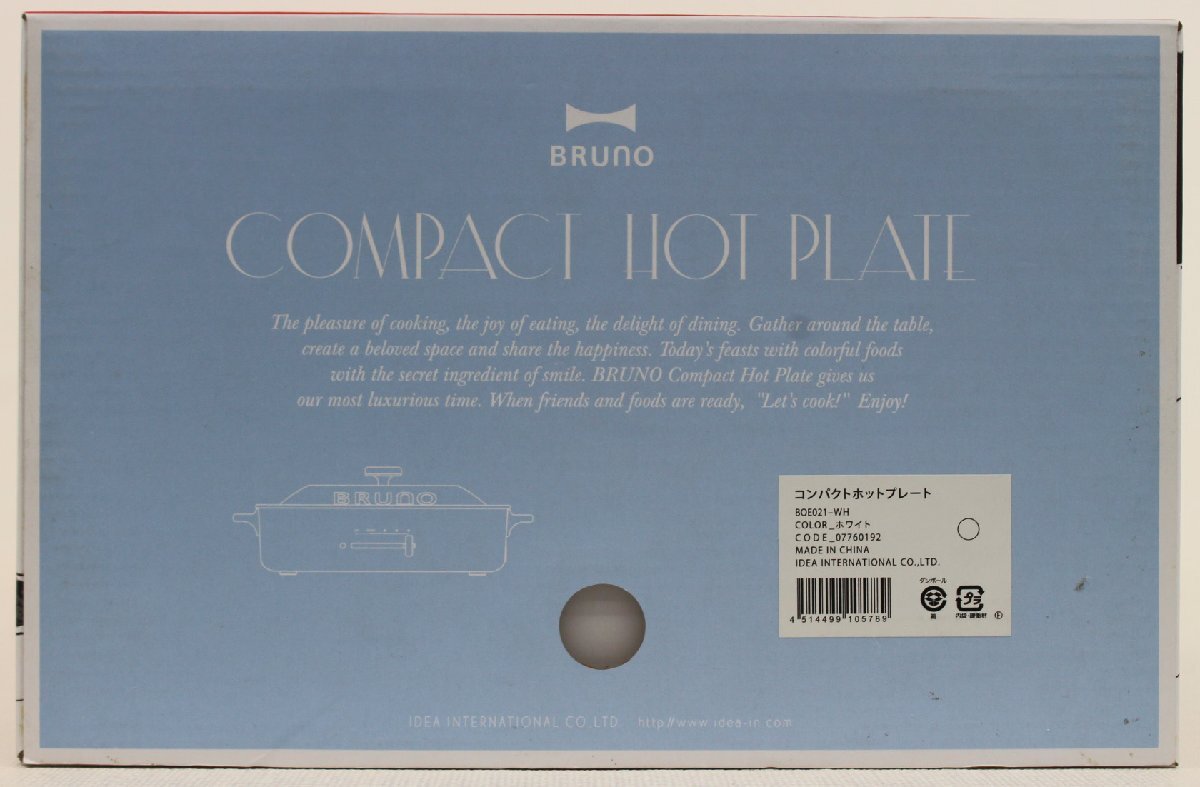 BRUNO
COMPACT HOT PLATE
The pleasure of cooking, the joy of eating, the delight of dining. Gather around the table,
create a beloved space and share the happiness. Today's feasts with colorful foods
with the secret ingredient of smile. BRUNO Compact Hot Plate gives us
our most luxurious time. When friends and foods are ready, "Let's cook!" Enjoy!
BRUNO
コンパクトホットプレート
BOE021-WH
COLOR_ホワイト
CODE_07760192
MADE IN CHINA
IDEA INTERNATIONAL CO.,LTD.
ダンボール
プラ
箱
4 514499 105769
IDEA INTERNATIONAL CO LTD. http://www.idea-in.com